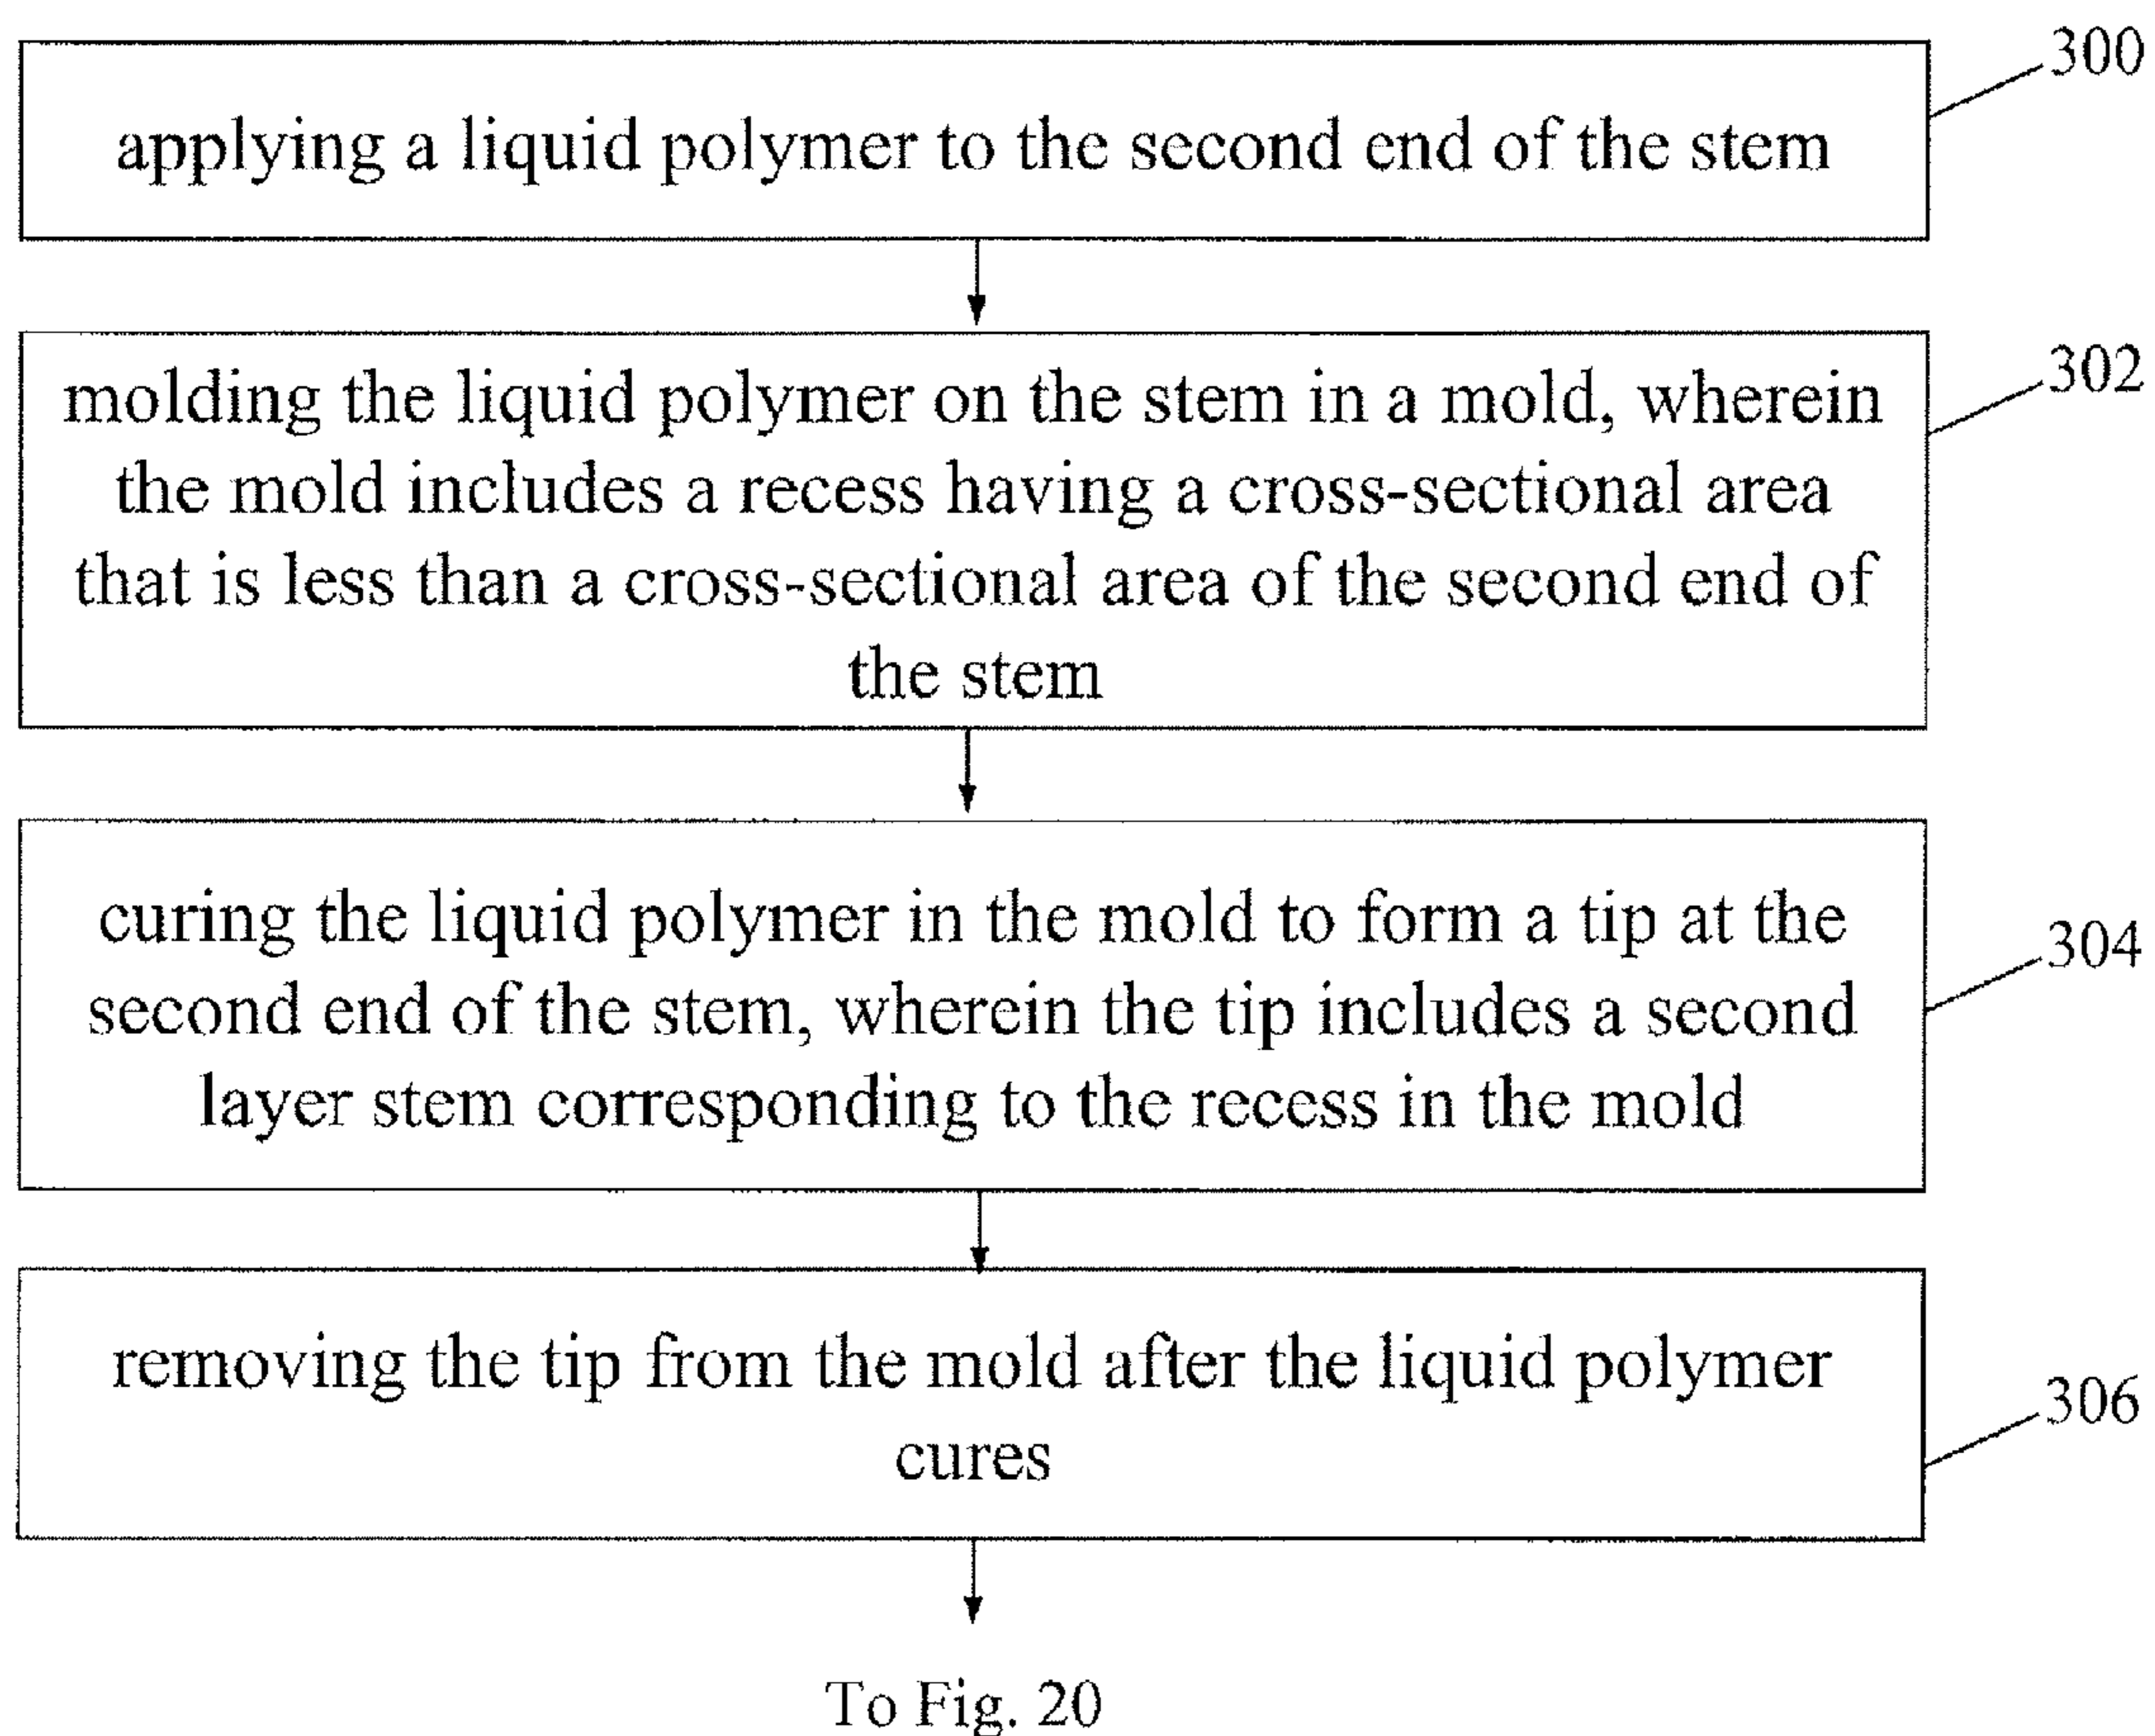 300
applying a liquid polymer to the second end of the stem
302
molding the liquid polymer on the stem in a mold, wherein
the mold includes a recess having a cross-sectional area
that is less than a cross-sectional area of the second end of
the stem
304
curing the liquid polymer in the mold to form a tip at the
second end of the stem, wherein the tip includes a second
layer stem corresponding to the recess in the mold
306
removing the tip from the mold after the liquid polymer
cures
To Fig. 20